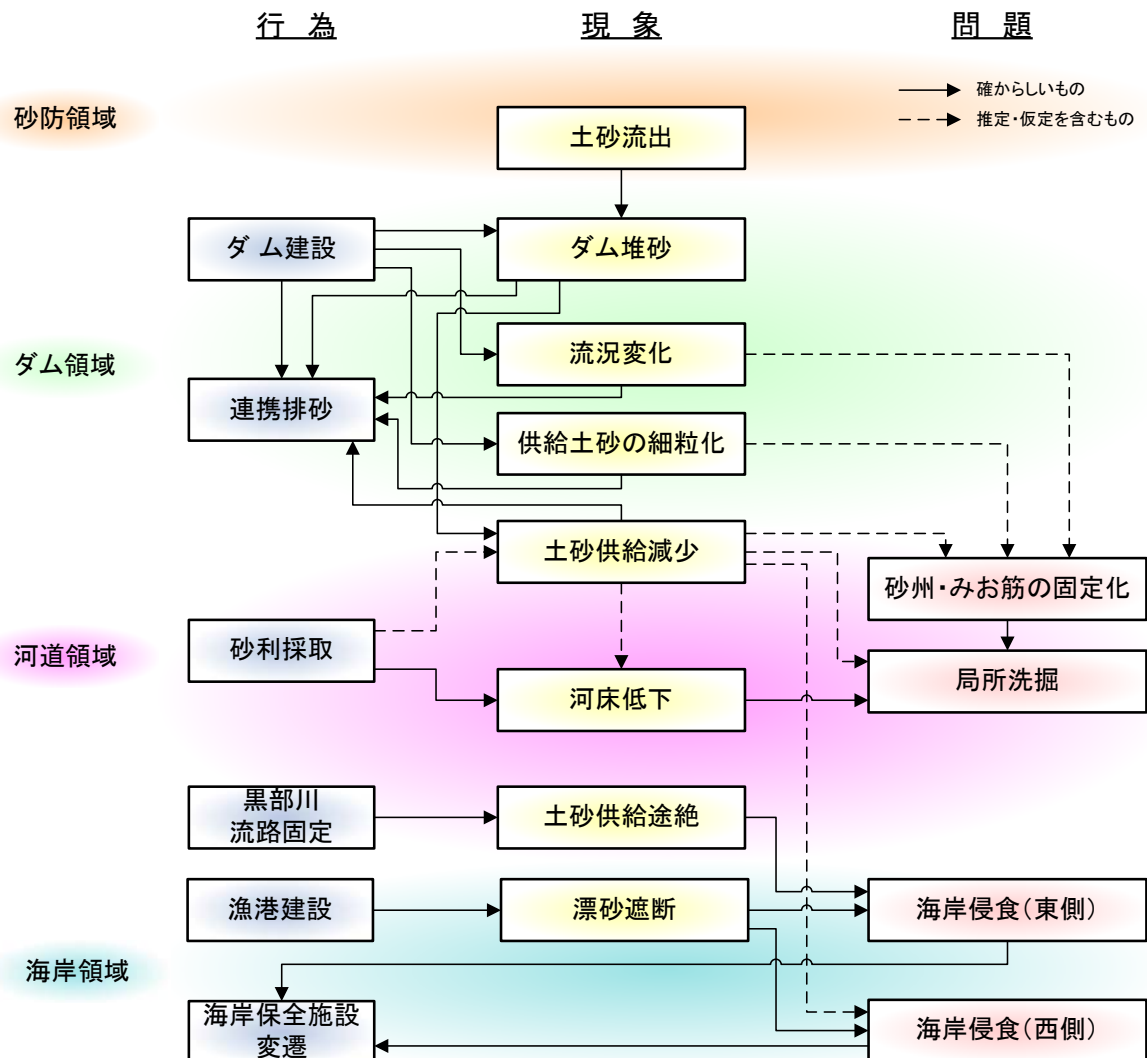 行 為
現 象
問 題
確からしいもの
推定・仮定を含むもの
砂防領域
土砂流出
ダム建設
ダム堆砂
流況変化
ダム領域
連携排砂
供給土砂の細粒化
土砂供給減少
砂州・みお筋の固定化
河道領域
砂利採取
河床低下
局所洗掘
黒部川
流路固定
土砂供給途絶
漁港建設
漂砂遮断
海岸侵食(東側)
海岸領域
海岸保全施設
変遷
海岸侵食(西側)